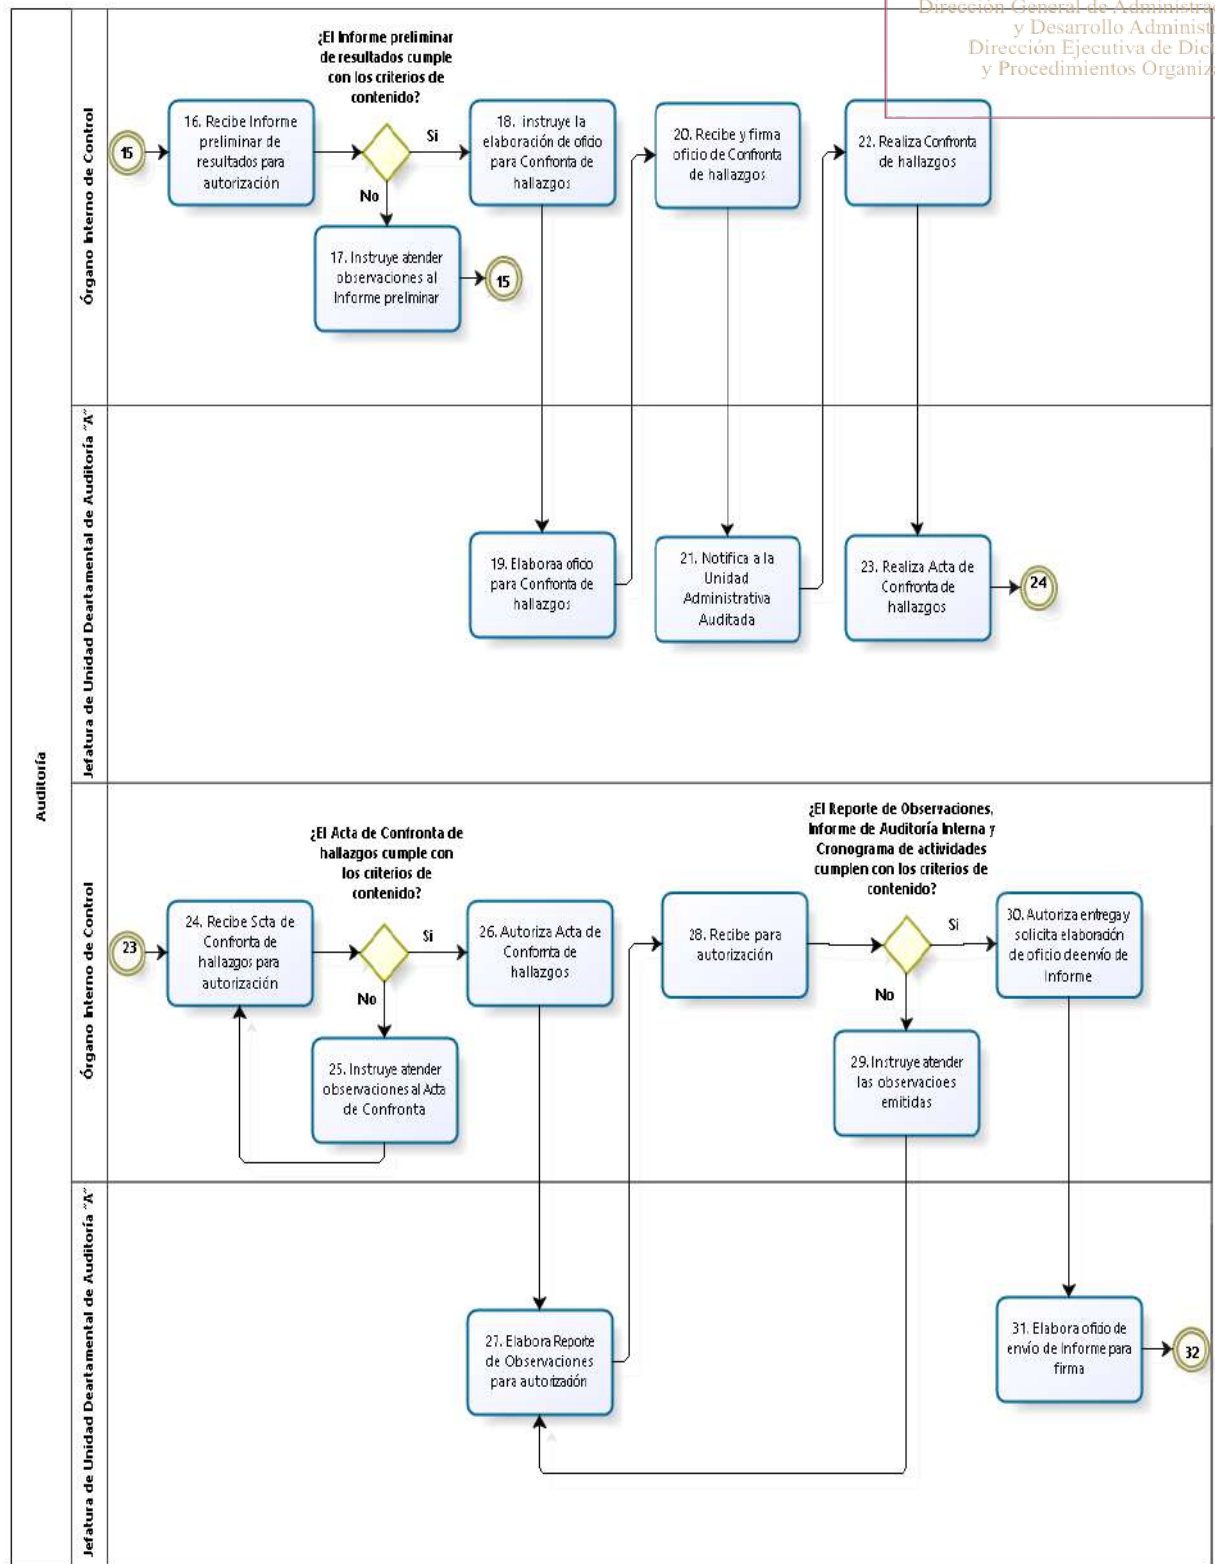 Dirección General de Administra
y Desarrollo Administ
Dirección Ejecutiva de Dic
y Procedimientos Organiz
Auditoría
Órgano Interno de Control
¿El Informe preliminar
de resultados cumple
con los criterios de
contenido?
15
16. Recibe Informe
preliminar de
resultados para
autorización
Si
No
17. Instruye atender
observaciones al
Informe preliminar
15
18. instruye la
elaboración de oficio
para Confronta de
hallazgos
20. Recibe y firma
oficio de Confronta
de hallazgos
22. Realiza Confronta
de hallazgos
Jefatura de Unidad Deartamental de Auditoría "A"
19. Elaboraa oficio
para Confronta de
hallazgos
21. Notifica a la
Unidad
Administrativa
Auditada
23. Realiza Acta de
Confronta de
hallazgos
24
Órgano Interno de Control
¿El Acta de Confronta de
hallazgos cumple con
los criterios de
contenido?
23
24. Recibe Scta de
Confronta de
hallazgos para
autorización
Si
No
25. Instruye atender
observaciones al Acta
de Confronta
26. Autoriza Acta de
Confronta de
hallazgos
28. Recibe para
autorización
¿El Reporte de Observaciones,
Informe de Auditoría Interna y
Cronograma de actividades
cumplen con los criterios de
contenido?
Si
No
29. Instruye atender
las observacioes
emitidas
30. Autoriza entrega y
solicita elaboración
de oficio de envío de
Informe
Jefatura de Unidad Deartamental de Auditoría "A"
27. Elabora Reporte
de Observaciones
para autorización
31. Elabora oficio de
envío de Informe para
firma
32